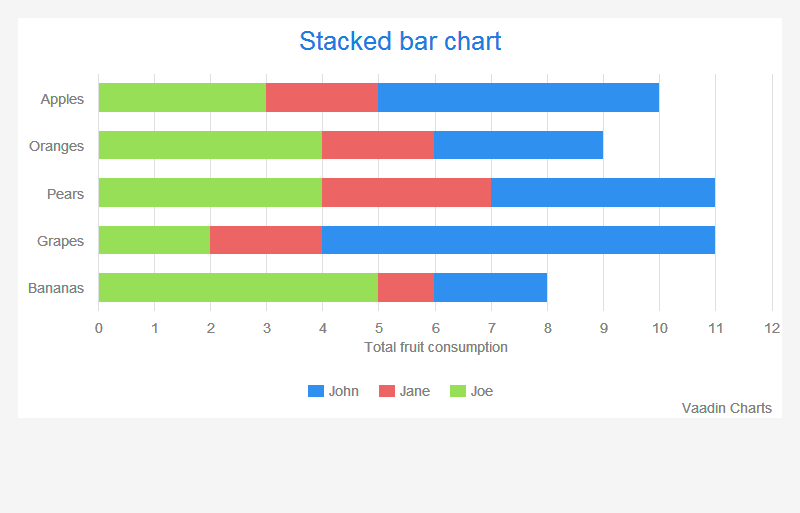 Stacked bar chart
Apples
Oranges
Pears
Grapes
Bananas
0 1 2 3 4 5 6 7 8 9 10 11 12
Total fruit consumption
John Jane Joe
Vaadin Charts